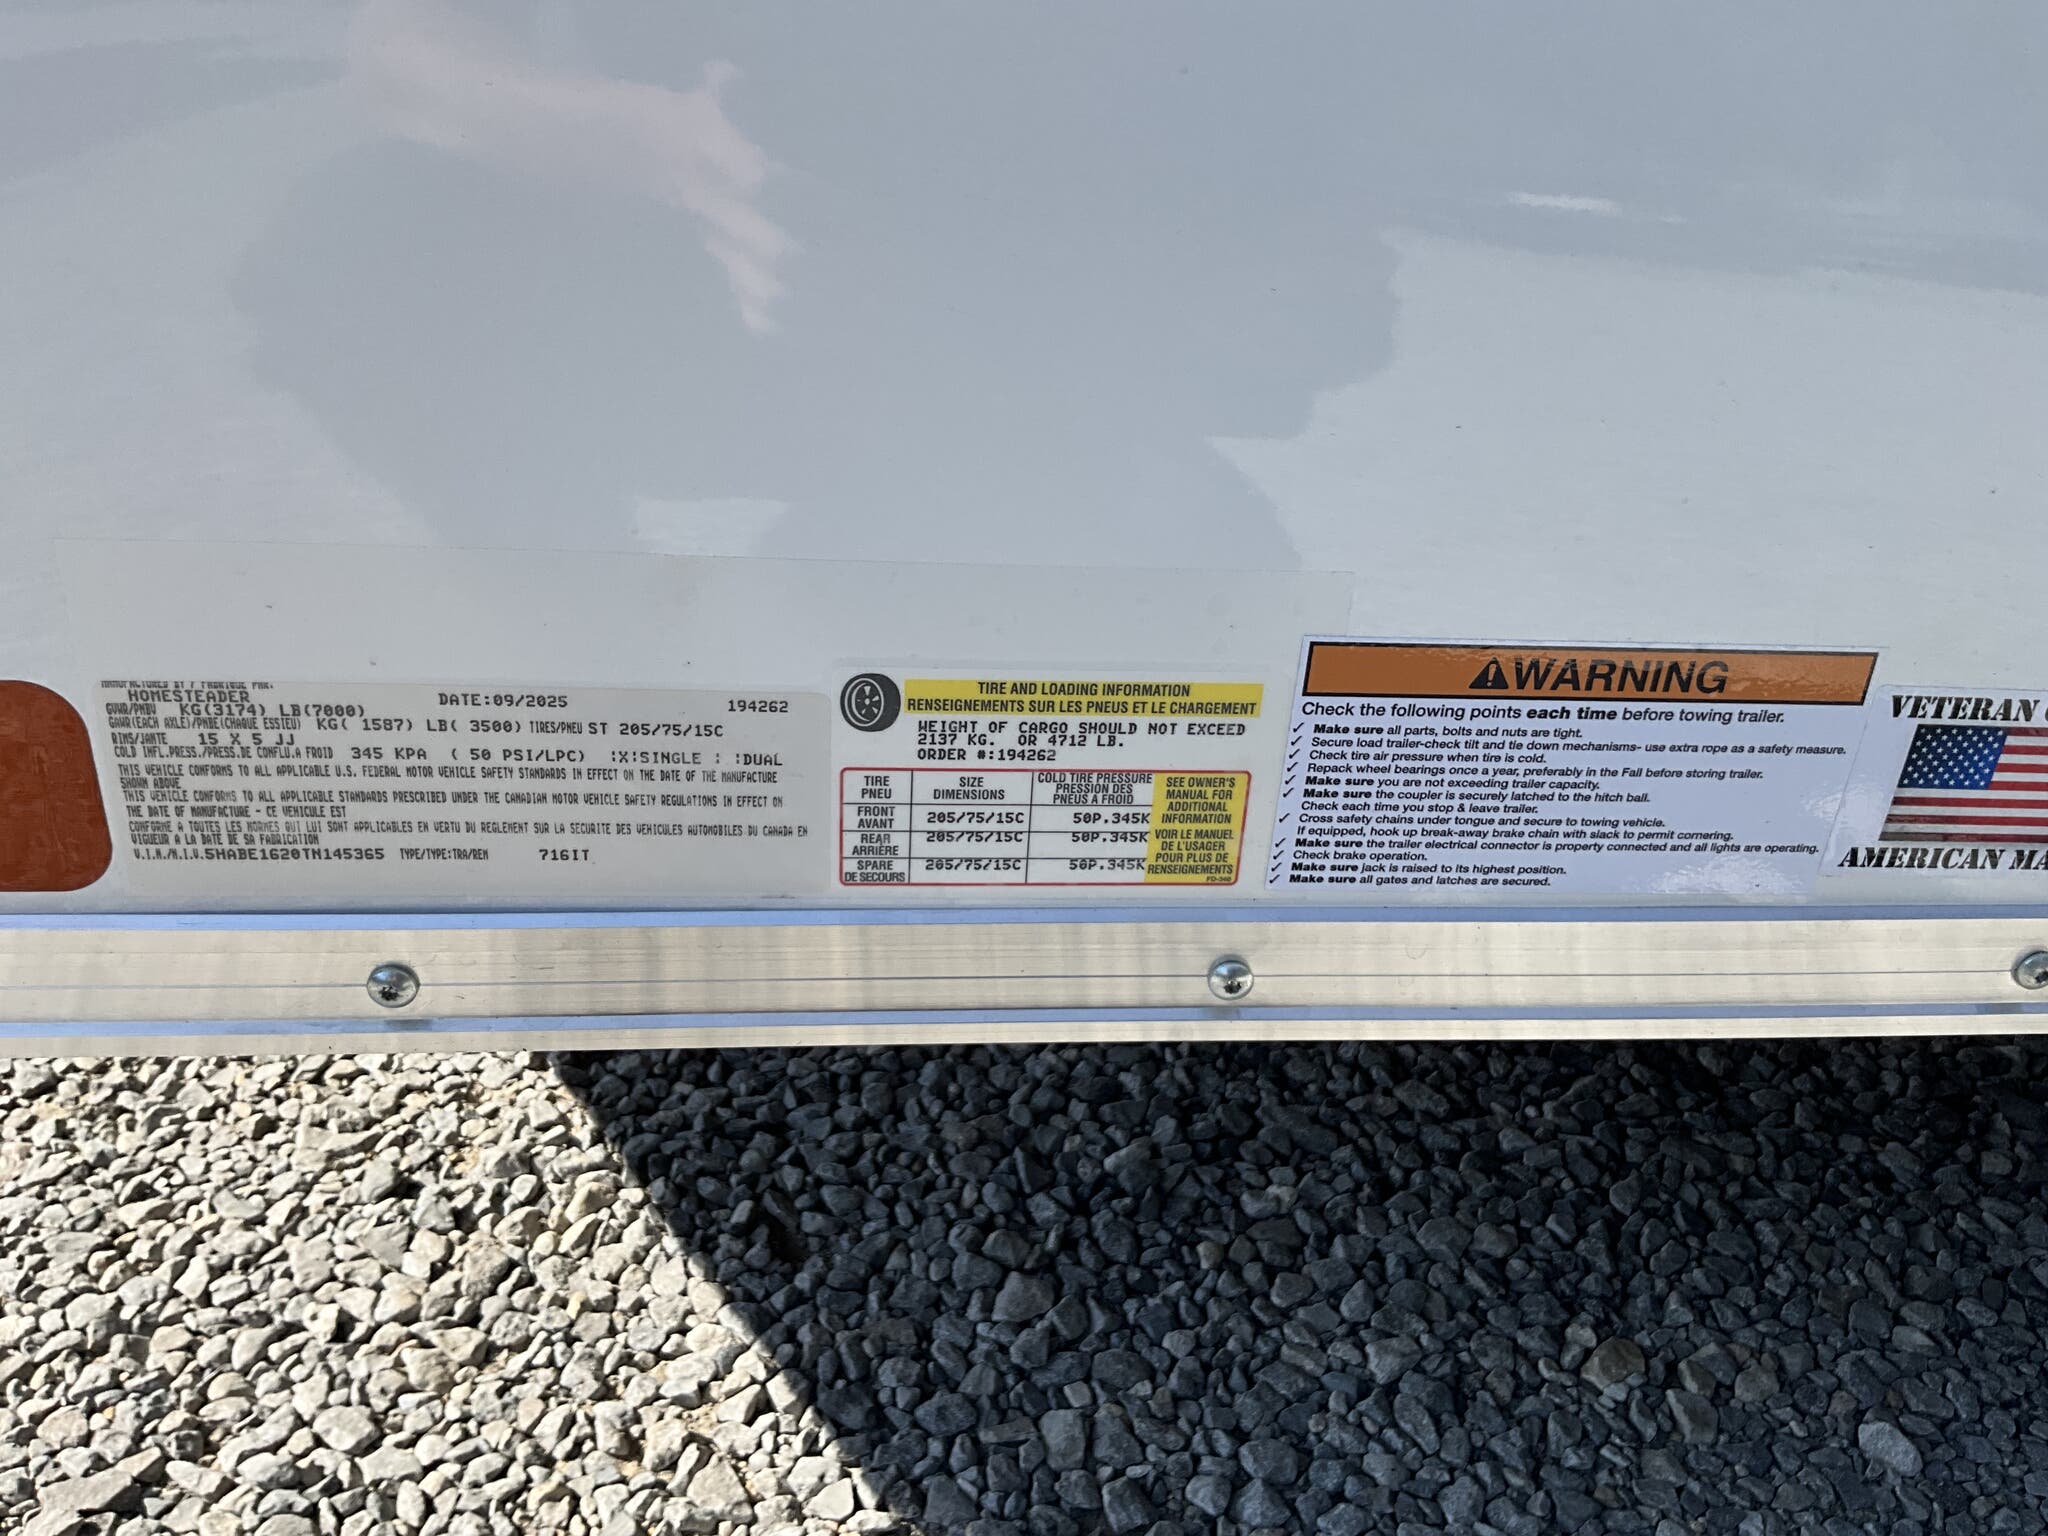 MANUFACTURED BY / FABRIQUE PAR:
HOMESTEADER DATE:09/2025 194262
GVWR/PNBV KG(3174) LB(7000)
GAWR(EACH AXLE)/PNBE(CHAQUE ESSIEU) KG( 1587) LB( 3500) TIRES/PNEU ST 205/75/15C
RIMS/JANTE 15 X 5 JJ
COLD INFL.PRESS./PRESS.DE CONFLU.A FROID 345 KPA ( 50 PSI/LPC) :X:SINGLE : :DUAL
THIS VEHICLE CONFORMS TO ALL APPLICABLE U.S. FEDERAL MOTOR VEHICLE SAFETY STANDARDS IN EFFECT ON THE DATE OF THE MANUFACTURE
SHOWN ABOVE
THIS VEHICLE CONFORMS TO ALL APPLICABLE STANDARDS PRESCRIBED UNDER THE CANADIAN MOTOR VEHICLE SAFETY REGULATIONS IN EFFECT ON
THE DATE OF MANUFACTURE - CE VEHICULE EST
CONFORME A TOUTES LES NORMES QUI LUI SONT APPLICABLES EN VERTU DU REGLEMENT SUR LA SECURITE DES VEHICULES AUTOMOBILES DU CANADA EN
VIGUEUR A LA DATE DE SA FABRICATION
V.I.N./N.I.V.5HABE1620TN145365 TYPE/TYPE:TRA/REM 716IT
TIRE AND LOADING INFORMATION
RENSEIGNEMENTS SUR LES PNEUS ET LE CHARGEMENT
WEIGHT OF CARGO SHOULD NOT EXCEED
2137 KG. OR 4712 LB.
ORDER #:194262
TIRE PNEU SIZE DIMENSIONS COLD TIRE PRESSURE PRESSION DES PNEUS A FROID
FRONT AVANT 205/75/15C 50P.345K
REAR ARRIÈRE 205/75/15C 50P.345K
SPARE DE SECOURS 205/75/15C 50P.345K
SEE OWNER'S
MANUAL FOR
ADDITIONAL
INFORMATION
VOIR LE MANUEL
DE L'USAGER
POUR PLUS DE
RENSEIGNEMENTS
FD-340
⚠WARNING
Check the following points each time before towing trailer.
✓ Make sure all parts, bolts and nuts are tight.
✓ Secure load trailer-check tilt and tie down mechanisms- use extra rope as a safety measure.
✓ Check tire air pressure when tire is cold.
✓ Repack wheel bearings once a year, preferably in the Fall before storing trailer.
✓ Make sure you are not exceeding trailer capacity.
✓ Make sure the coupler is securely latched to the hitch ball.
Check each time you stop & leave trailer.
✓ Cross safety chains under tongue and secure to towing vehicle.
If equipped, hook up break-away brake chain with slack to permit cornering.
✓ Make sure the trailer electrical connector is properly connected and all lights are operating.
✓ Check brake operation.
✓ Make sure jack is raised to its highest position.
✓ Make sure all gates and latches are secured.
VETERAN
AMERICAN MA